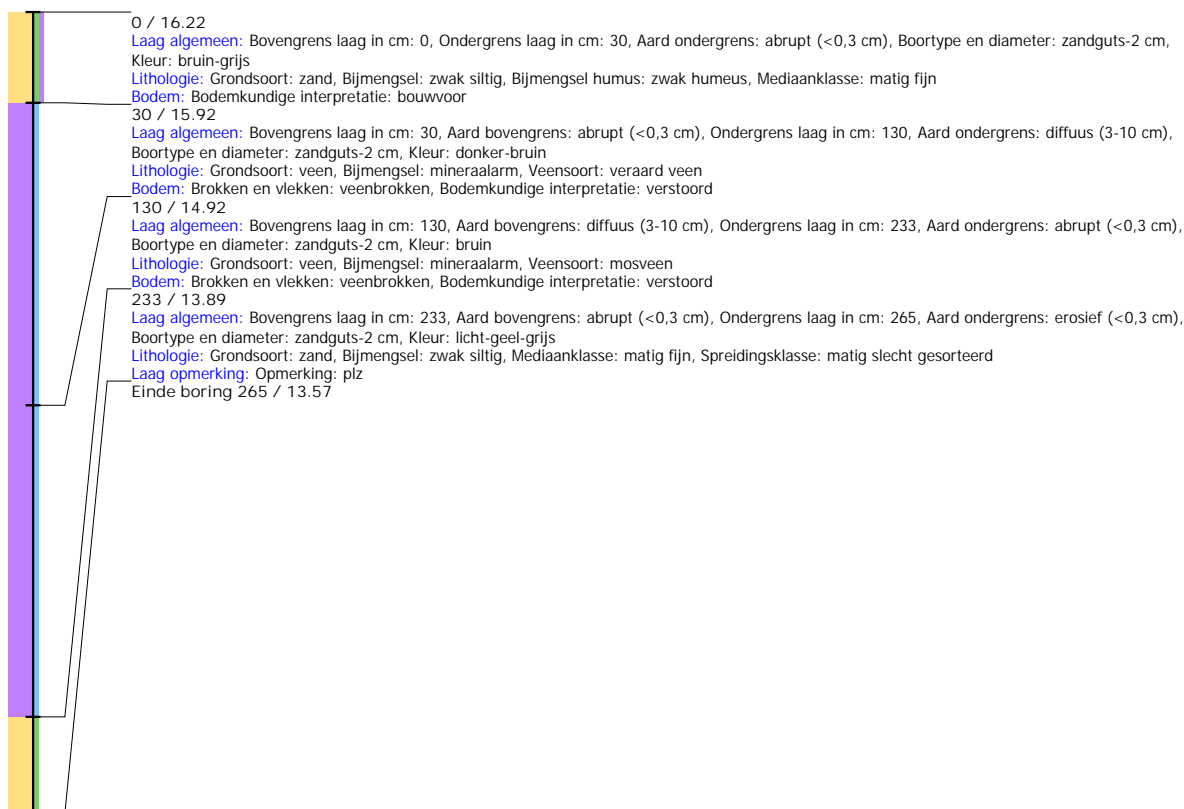 0 / 16.22
Laag algemeen: Bovengrens laag in cm: 0, Ondergrens laag in cm: 30, Aard ondergrens: abrupt (<0,3 cm), Boortype en diameter: zandguts-2 cm,
Kleur: bruin-grijs
Lithologie: Grondsoort: zand, Bijmengsel: zwak siltig, Bijmengsel humus: zwak humeus, Mediaanklasse: matig fijn
Bodem: Bodemkundige interpretatie: bouwvoor
30 / 15.92
Laag algemeen: Bovengrens laag in cm: 30, Aard bovengrens: abrupt (<0,3 cm), Ondergrens laag in cm: 130, Aard ondergrens: diffuus (3-10 cm),
Boortype en diameter: zandguts-2 cm, Kleur: donker-bruin
Lithologie: Grondsoort: veen, Bijmengsel: mineraalarm, Veensoort: veraard veen
Bodem: Brokken en vlekken: veenbrokken, Bodemkundige interpretatie: verstoord
130 / 14.92
Laag algemeen: Bovengrens laag in cm: 130, Aard bovengrens: diffuus (3-10 cm), Ondergrens laag in cm: 233, Aard ondergrens: abrupt (<0,3 cm),
Boortype en diameter: zandguts-2 cm, Kleur: bruin
Lithologie: Grondsoort: veen, Bijmengsel: mineraalarm, Veensoort: mosveen
Bodem: Brokken en vlekken: veenbrokken, Bodemkundige interpretatie: verstoord
233 / 13.89
Laag algemeen: Bovengrens laag in cm: 233, Aard bovengrens: abrupt (<0,3 cm), Ondergrens laag in cm: 265, Aard ondergrens: erosief (<0,3 cm),
Boortype en diameter: zandguts-2 cm, Kleur: licht-geel-grijs
Lithologie: Grondsoort: zand, Bijmengsel: zwak siltig, Mediaanklasse: matig fijn, Spreidingsklasse: matig slecht gesorteerd
Laag opmerking: Opmerking: plz
Einde boring 265 / 13.57